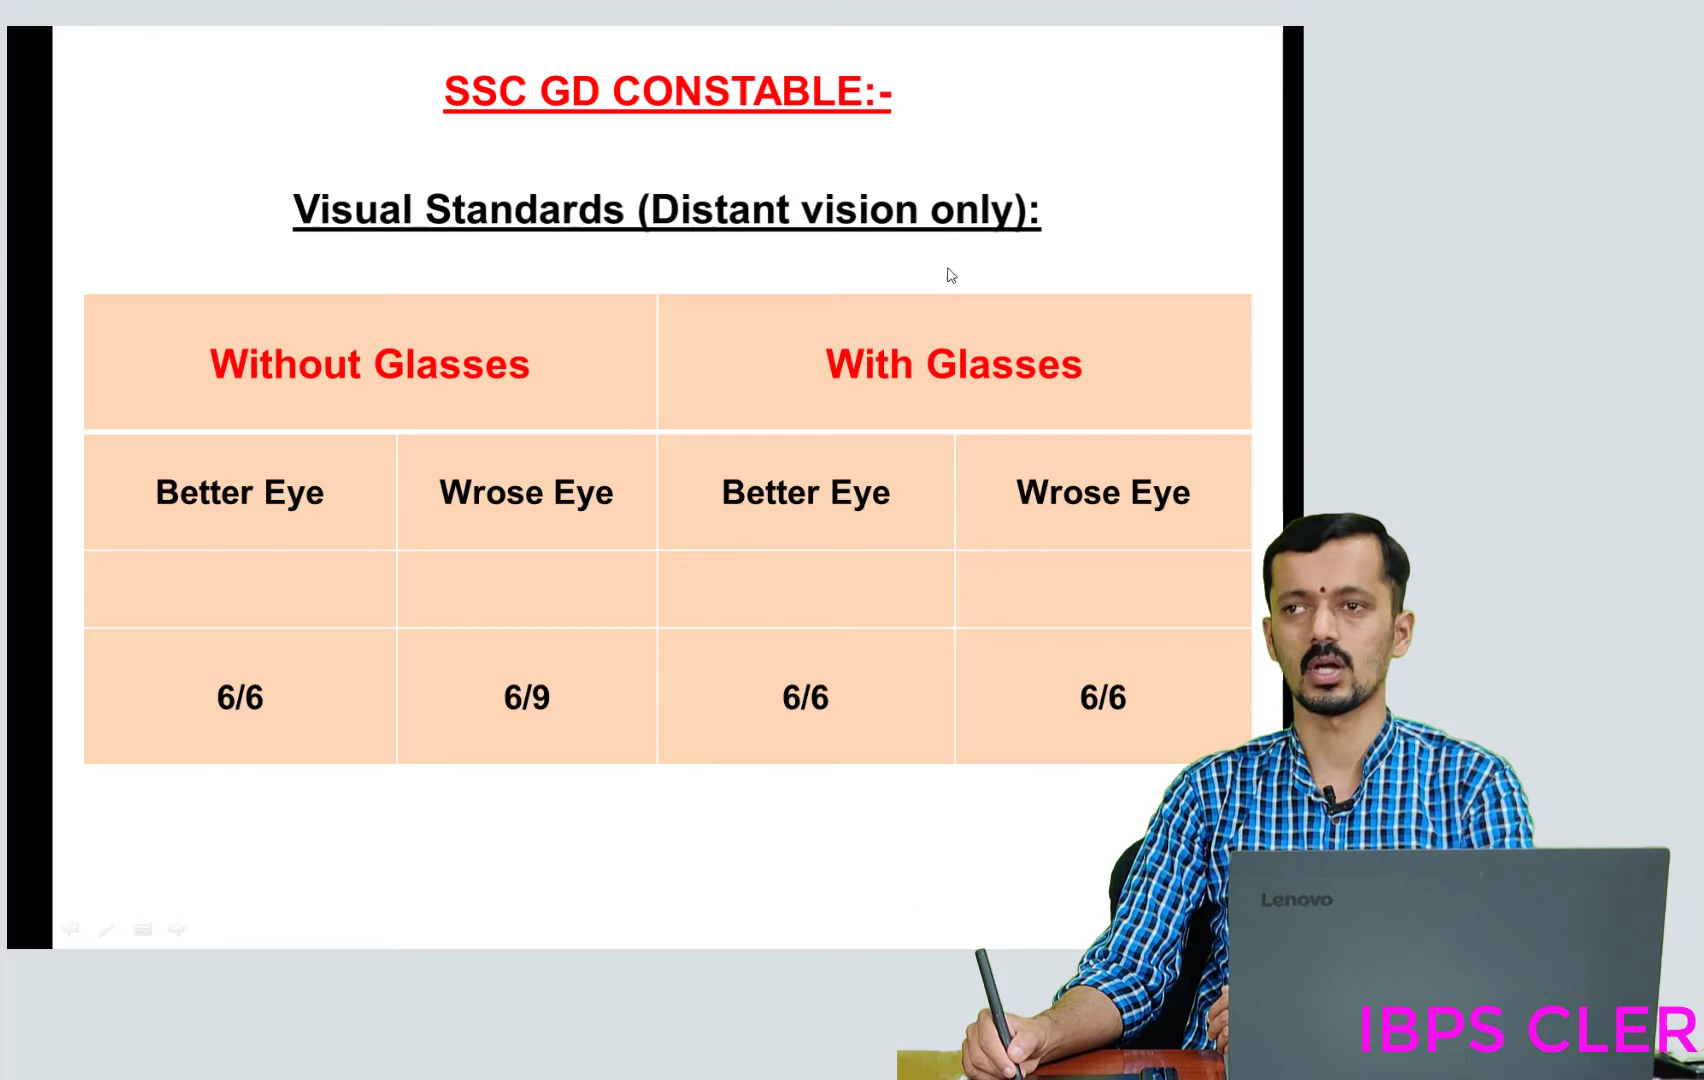 SSC GD CONSTABLE:-
Visual Standards (Distant vision only):
Without Glasses With Glasses
Better Eye Wrose Eye Better Eye Wrose Eye
6/6 6/9 6/6 6/6
Lenovo
IBPS CLER